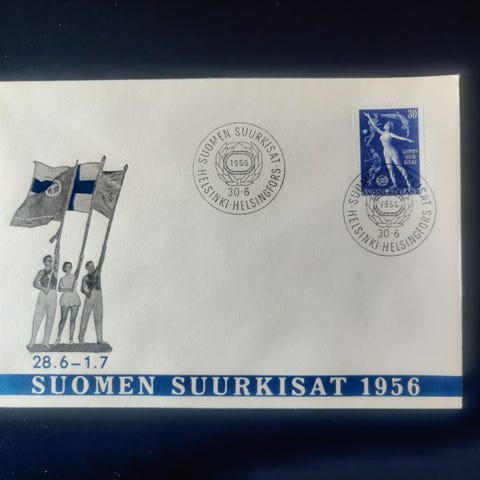 SUOMEN SUURKISAT
1956
30·6
HELSINKI-HELSINGFORS
30
SUOMEN
SUUR
KISAT
SUOMI-FINLAND
SUOMEN SUURKISAT
1956
30·6
HELSINKI-HELSINGFORS
28.6–1.7
SUOMEN SUURKISAT 1956